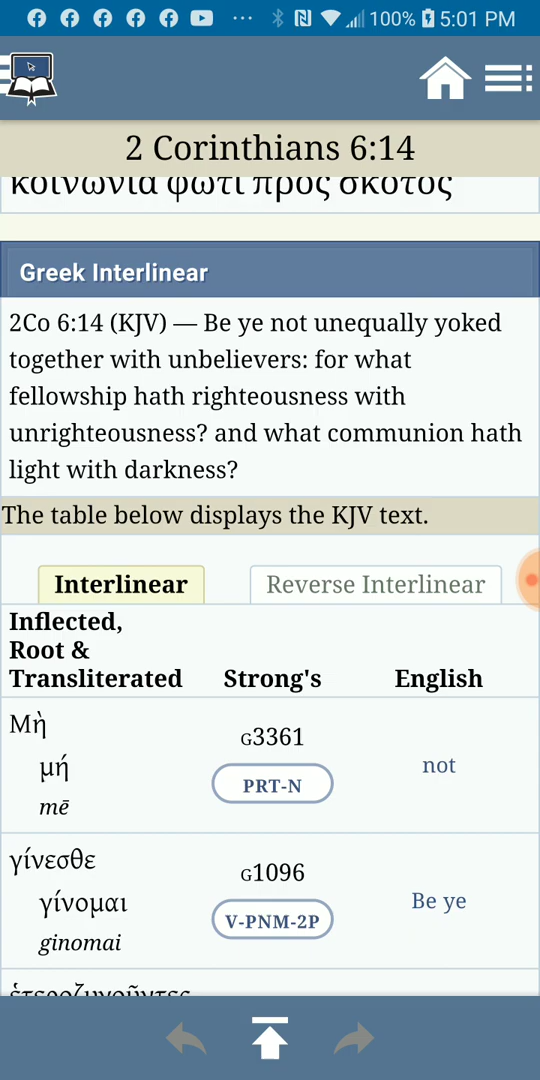 100% 5:01 PM
2 Corinthians 6:14
κοινωνία φωτὶ πρὸς σκότος
Greek Interlinear
2Co 6:14 (KJV) — Be ye not unequally yoked
together with unbelievers: for what
fellowship hath righteousness with
unrighteousness? and what communion hath
light with darkness?
The table below displays the KJV text.
Interlinear Reverse Interlinear
Inflected,
Root &
Transliterated Strong's English
Μὴ
μή
mē
G3361
PRT-N
not
γίνεσθε
γίνομαι
ginomai
G1096
V-PNM-2P
Be ye
ἑτεροζυγοῦντες